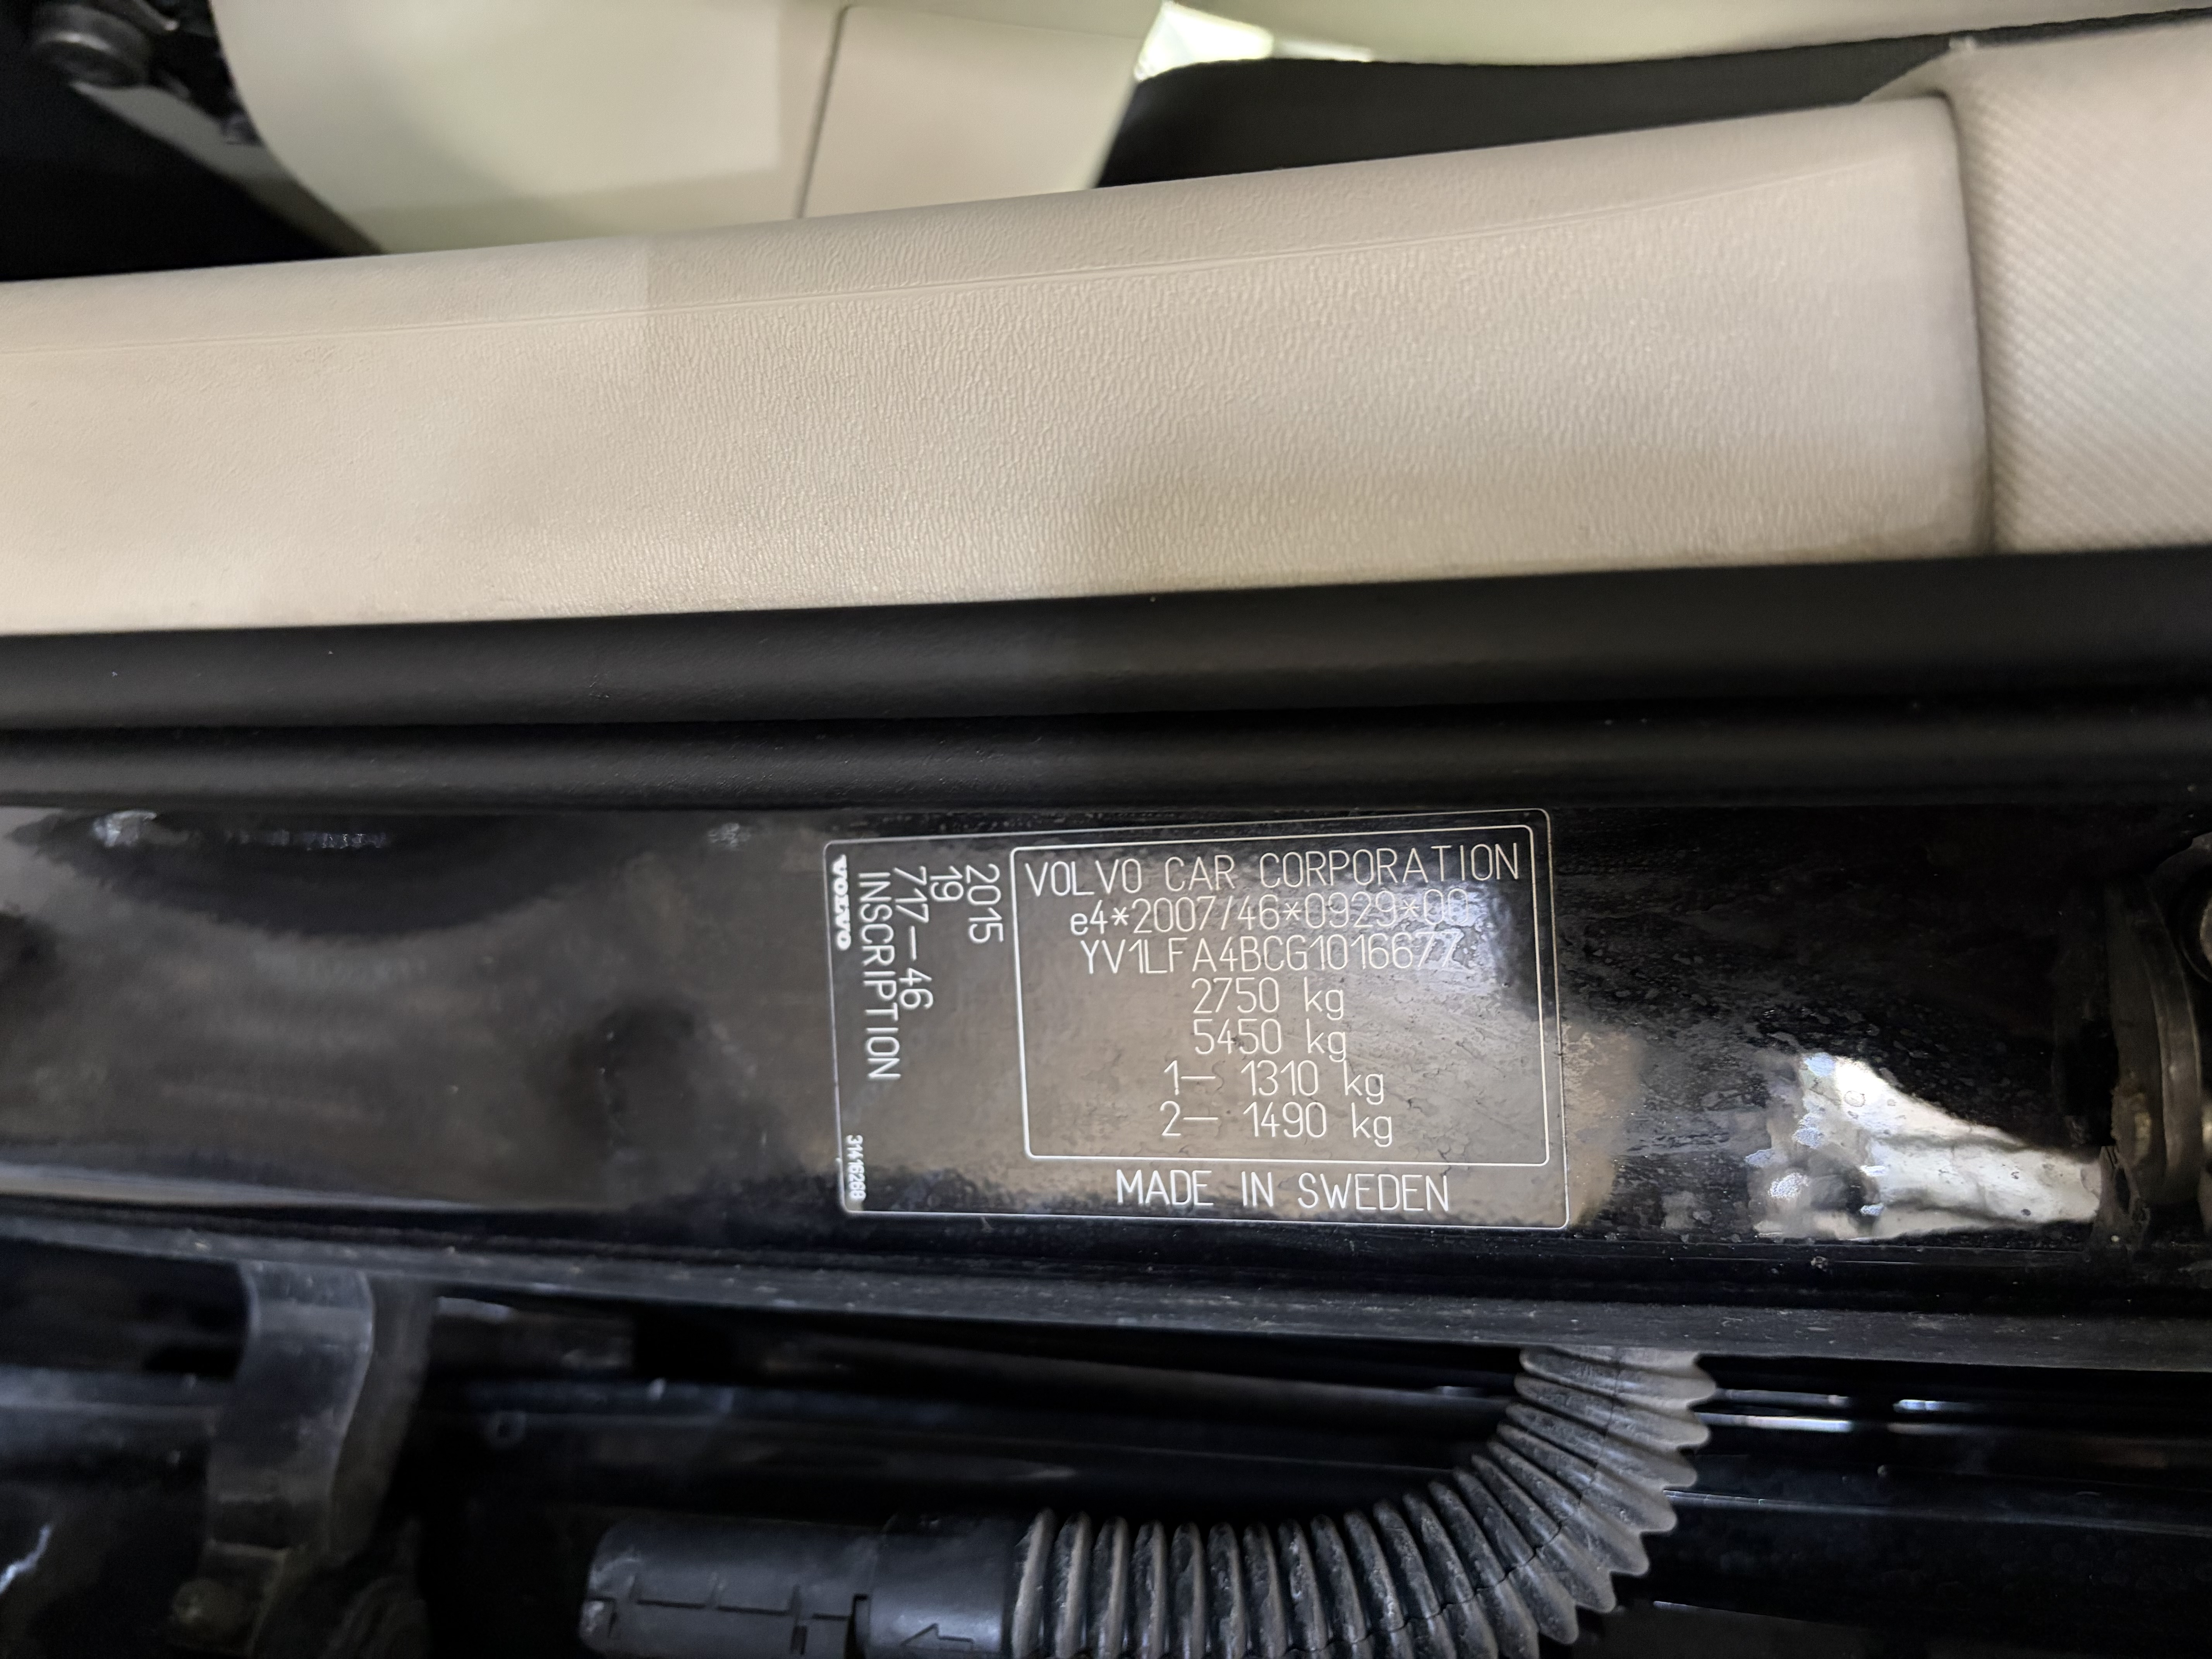 VOLVO CAR CORPORATION
e4*2007/46*0929*00
YV1LFA4BCG1016677
2750 kg
5450 kg
1— 1310 kg
2— 1490 kg
MADE IN SWEDEN
2015
19
717—46
INSCRIPTION
VOLVO
31416268